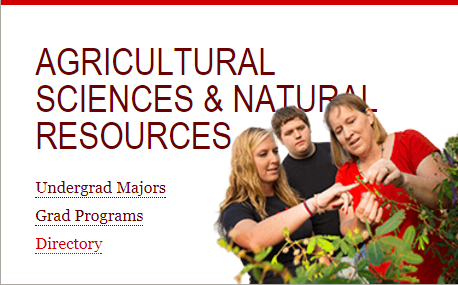 AGRICULTURAL
SCIENCES & NATURAL
RESOURCES
Undergrad Majors
Grad Programs
Directory